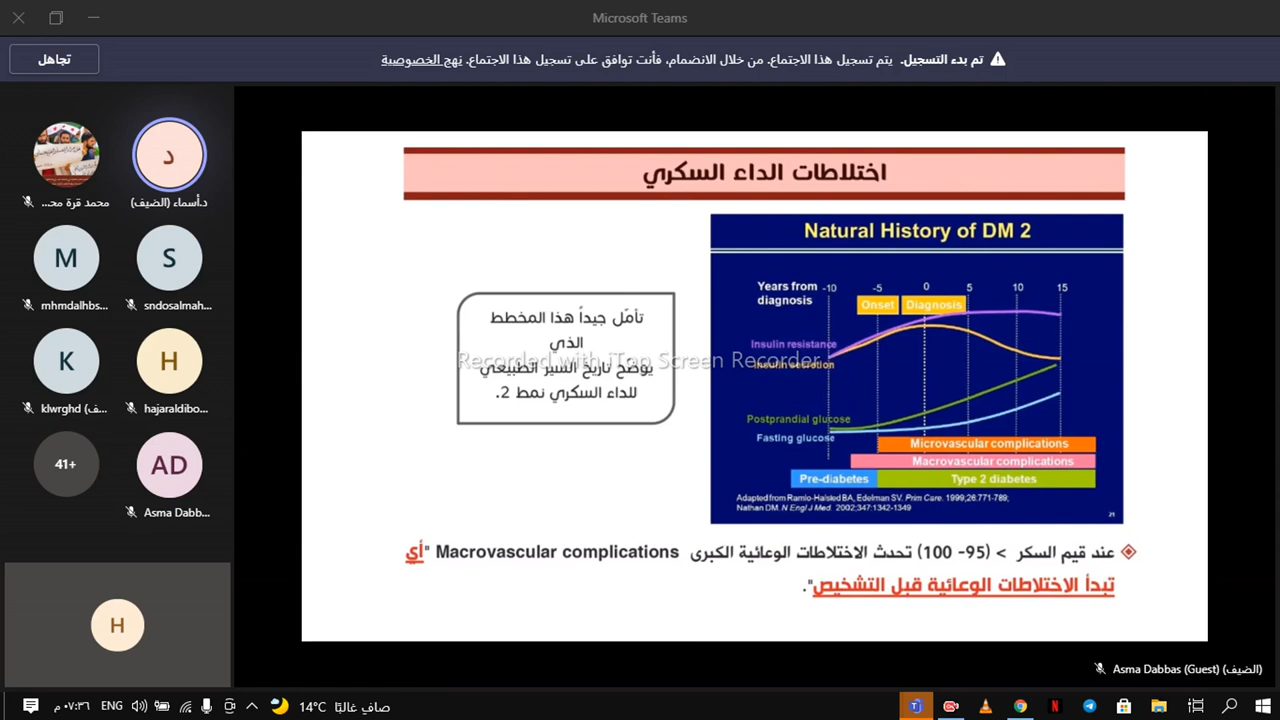 Microsoft Teams
تم بدء التسجيل. يتم تسجيل هذا الاجتماع. من خلال الانضمام، فأنت توافق على تسجيل هذا الاجتماع. نهج الخصوصية
تجاهل
د
د.أسماء (الضيف)
محمد قرة محـ...
M
mhmdalhbs...
S
sndosalmah...
K
klwrghd (ف...
H
hajaraldibo...
41+
AD
Asma Dabb...
H
اختلاطات الداء السكري
Natural History of DM 2
Years from diagnosis -10 -5 0 5 10 15
Onset Diagnosis
Insulin resistance
Insulin secretion
Postprandial glucose
Fasting glucose
Microvascular complications
Macrovascular complications
Pre-diabetes Type 2 diabetes
Adapted from Ramlo-Halsted BA, Edelman SV. Prim Care. 1999;26:771-789;
Nathan DM. N Engl J Med. 2002;347:1342-1349
21
تأمّل جيداً هذا المخطط
الذي
يوضح تاريخ السير الطبيعي
للداء السكري نمط 2.
Recorded with iTop Screen Recorder
عند قيم السكر > (95- 100) تحدث الاختلاطات الوعائية الكبرى Macrovascular complications "أي
تبدأ الاختلاطات الوعائية قبل التشخيص".
Asma Dabbas (Guest) (الضيف)
صافٍ غالبًا 14°C
ENG
٠٧:٣٦ م